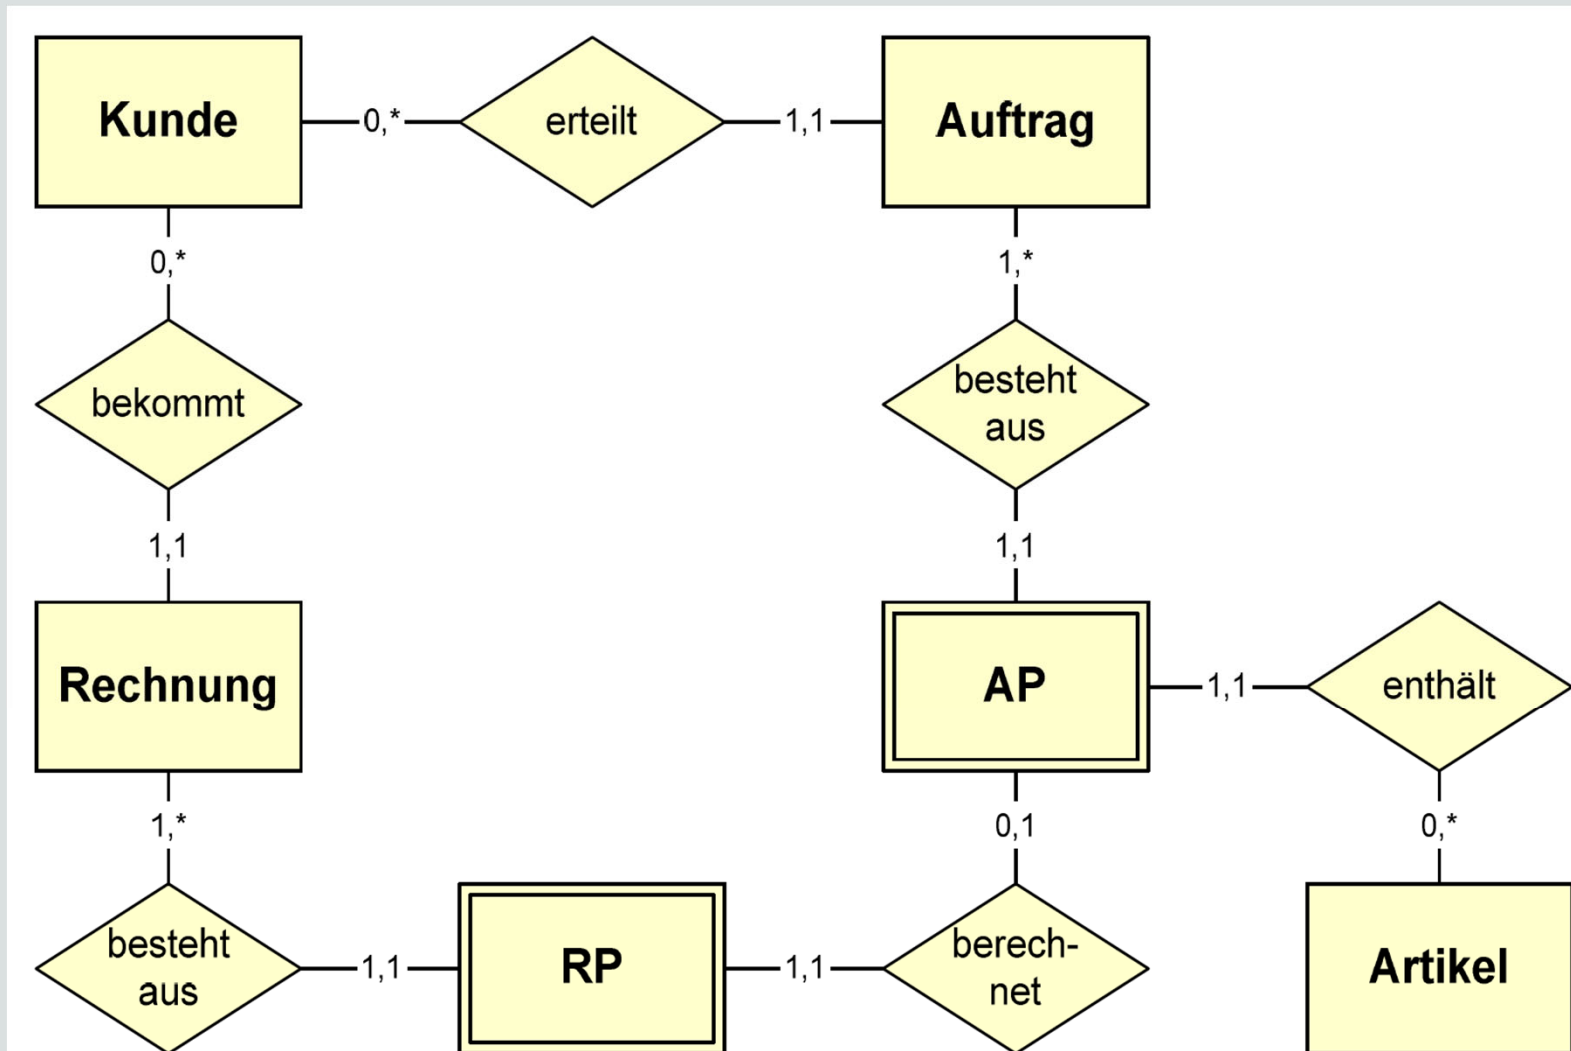 Kunde
0,*
erteilt
1,1
Auftrag
0,*
1,*
bekommt
besteht
aus
1,1
1,1
Rechnung
AP
1,1
enthält
1,*
0,1
0,*
besteht
aus
1,1
RP
1,1
berech-
net
Artikel